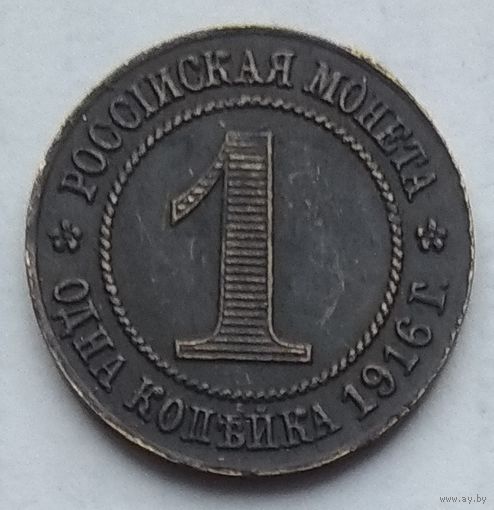 РОССІЙСКАЯ МОНЕТА
1
ОДНА КОПѢЙКА 1916 Г.
www.ay.by